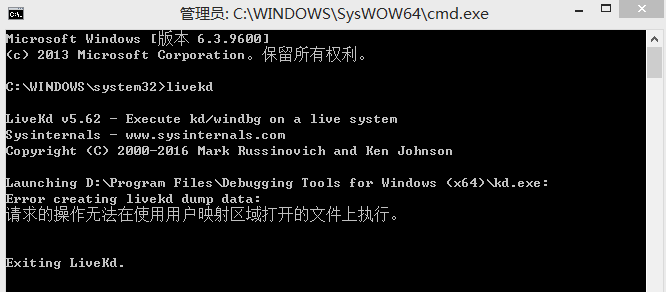 管理员: C:\WINDOWS\SysWOW64\cmd.exe
Microsoft Windows [版本 6.3.9600]
(c) 2013 Microsoft Corporation。保留所有权利。
C:\WINDOWS\system32>livekd
LiveKd v5.62 - Execute kd/windbg on a live system
Sysinternals - www.sysinternals.com
Copyright (C) 2000-2016 Mark Russinovich and Ken Johnson
Launching D:\Program Files\Debugging Tools for Windows (x64)\kd.exe:
Error creating livekd dump data:
请求的操作无法在使用用户映射区域打开的文件上执行。
Exiting LiveKd.